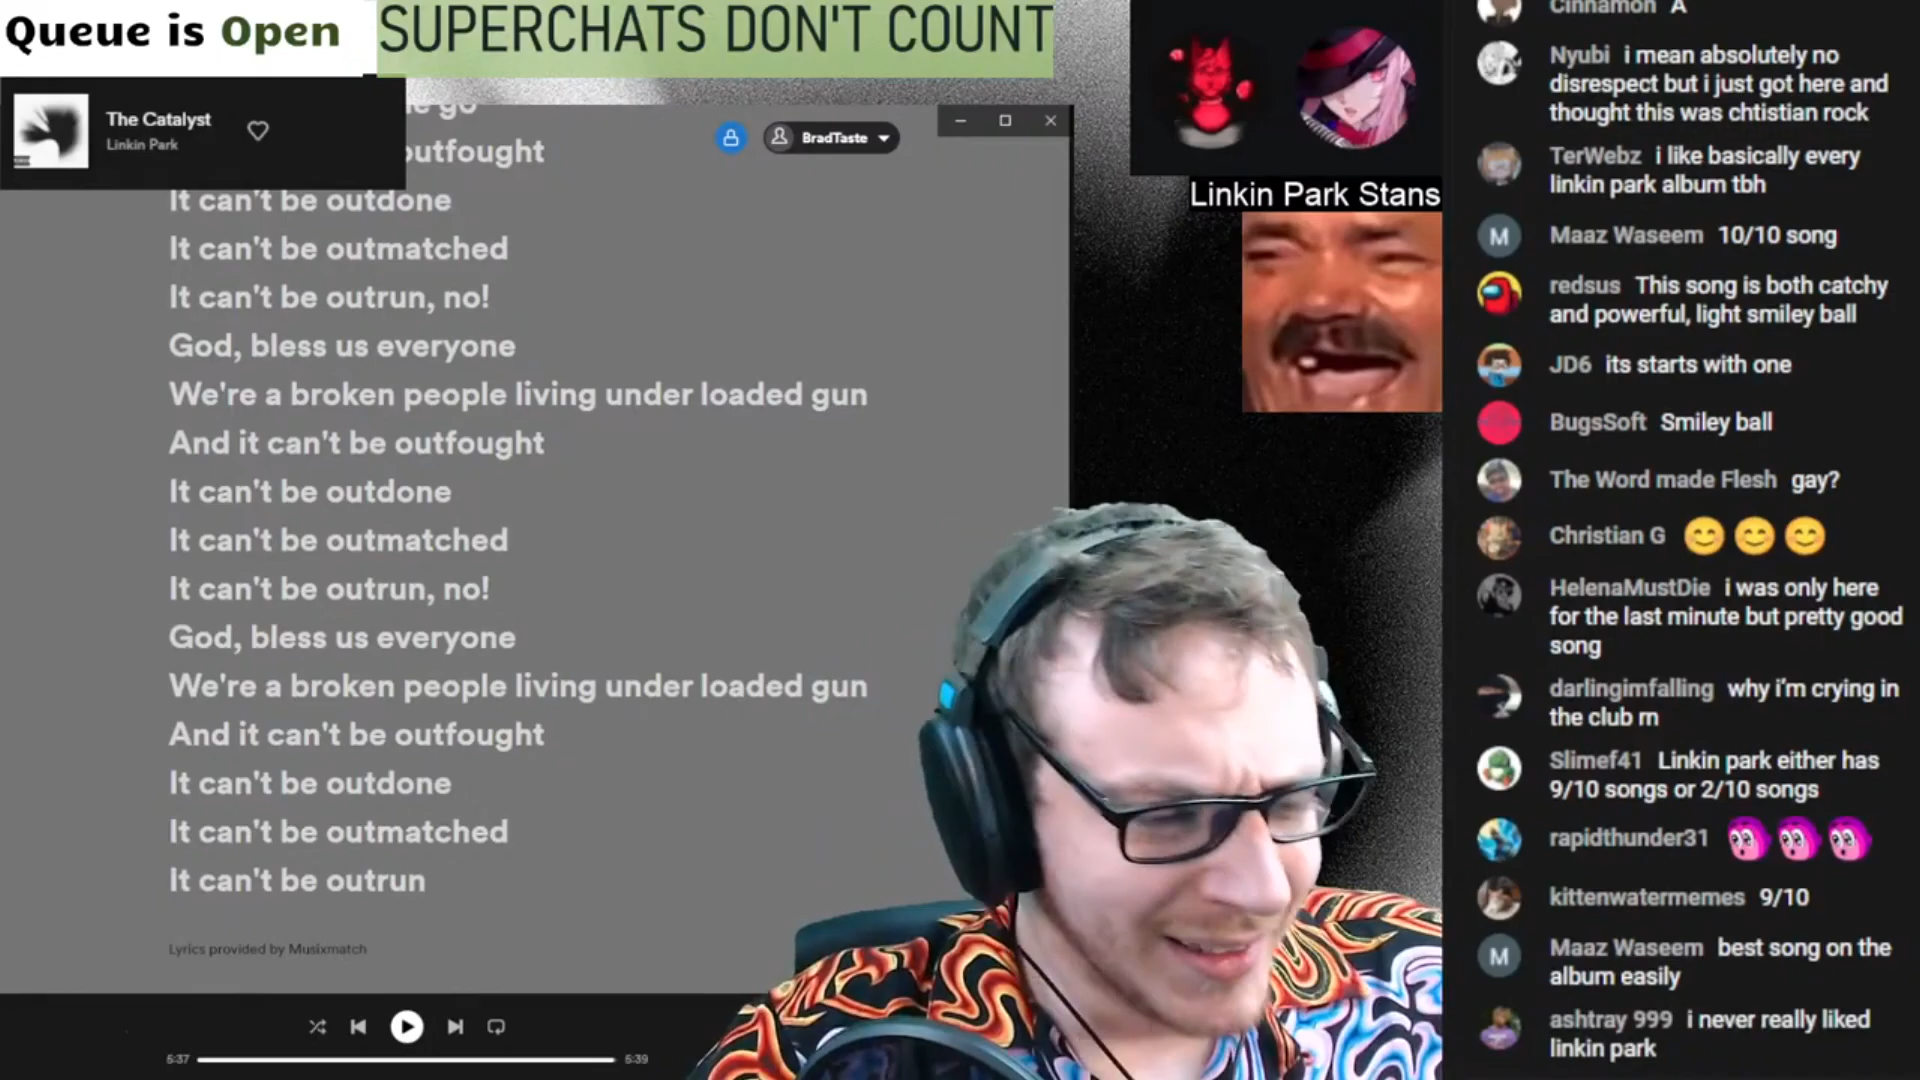 Queue is Open
SUPERCHATS DON'T COUNT
The Catalyst
Linkin Park
go
outfought
It can't be outdone
It can't be outmatched
It can't be outrun, no!
God, bless us everyone
We're a broken people living under loaded gun
And it can't be outfought
It can't be outdone
It can't be outmatched
It can't be outrun, no!
God, bless us everyone
We're a broken people living under loaded gun
And it can't be outfought
It can't be outdone
It can't be outmatched
It can't be outrun
Lyrics provided by Musixmatch
5:37
5:39
BradTaste
Linkin Park Stans
Cinnamon A
Nyubi i mean absolutely no
disrespect but i just got here and
thought this was chtistian rock
TerWebz i like basically every
linkin park album tbh
M Maaz Waseem 10/10 song
redsus This song is both catchy
and powerful, light smiley ball
JD6 its starts with one
BugsSoft Smiley ball
The Word made Flesh gay?
Christian G 😊😊😊
HelenaMustDie i was only here
for the last minute but pretty good
song
darlingimfalling why i'm crying in
the club rn
Slimef41 Linkin park either has
9/10 songs or 2/10 songs
rapidthunder31
kittenwatermemes 9/10
M Maaz Waseem best song on the
album easily
ashtray 999 i never really liked
linkin park